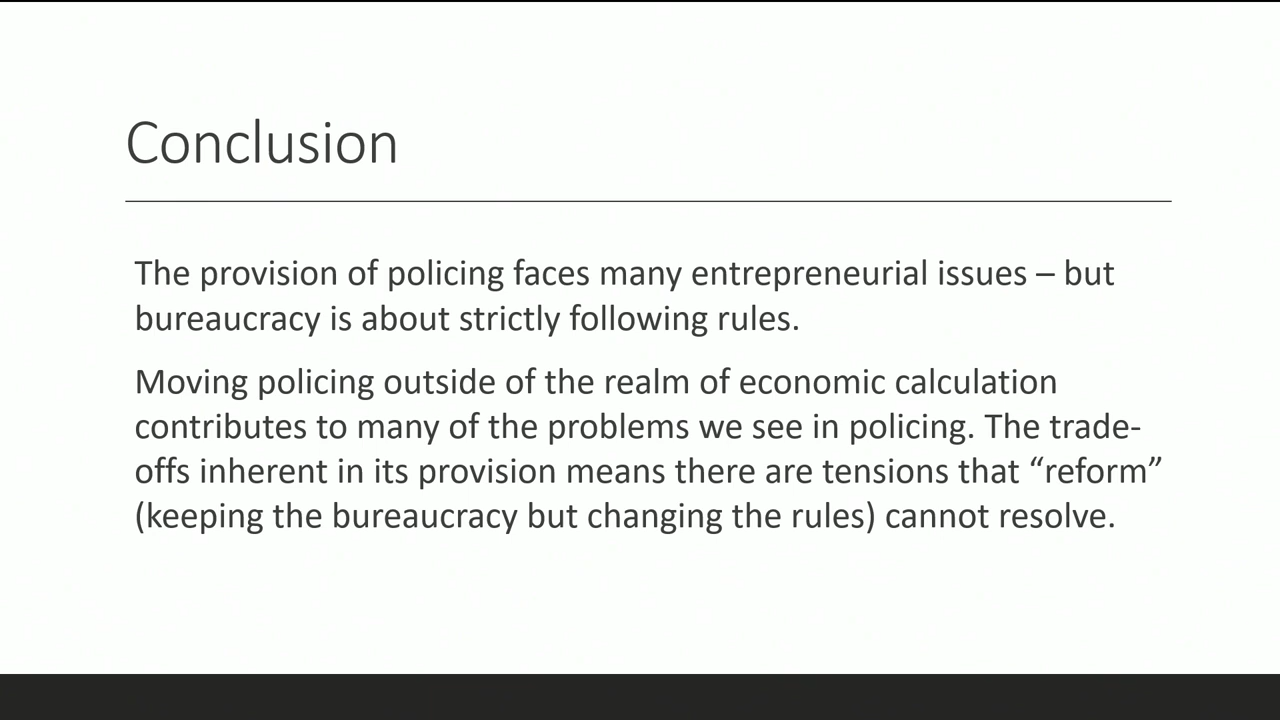 Conclusion
The provision of policing faces many entrepreneurial issues – but
bureaucracy is about strictly following rules.
Moving policing outside of the realm of economic calculation
contributes to many of the problems we see in policing. The trade-
offs inherent in its provision means there are tensions that “reform”
(keeping the bureaucracy but changing the rules) cannot resolve.